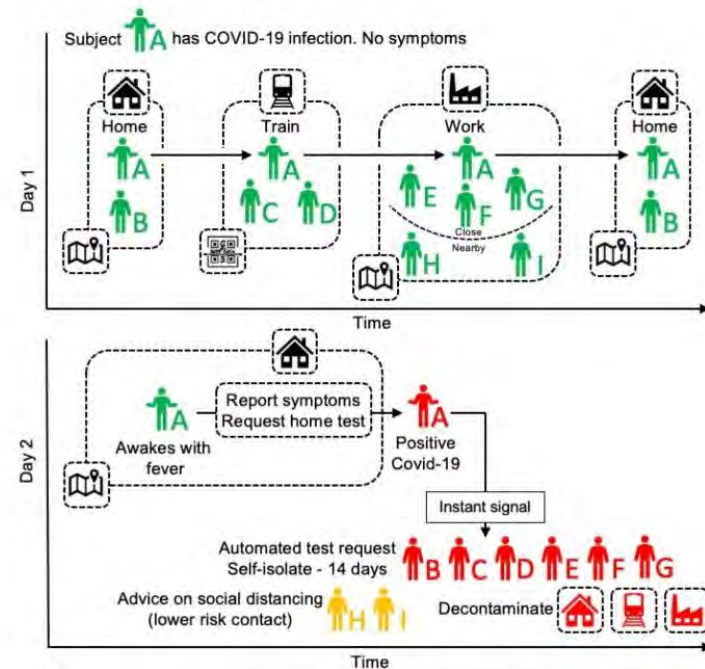 Subject A has COVID-19 infection. No symptoms
Home
Train
Work
Home
A
A
A
A
B
C
D
E
F
G
B
Close
Nearby
H
I
Day 1
Time
A
Report symptoms
Request home test
A
Awakes with
fever
Positive
Covid-19
Instant signal
Automated test request
Self-isolate - 14 days
B
C
D
E
F
G
Advice on social distancing
(lower risk contact)
H
I
Decontaminate
Day 2
Time